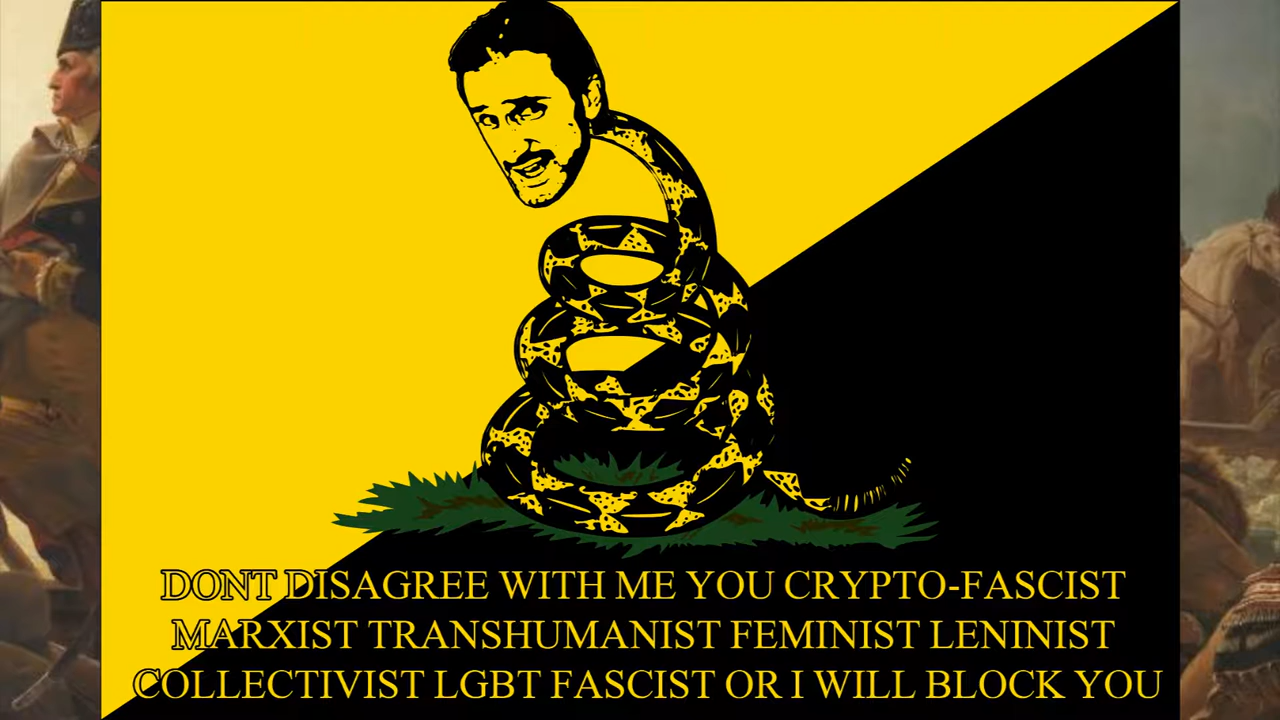 DONT DISAGREE WITH ME YOU CRYPTO-FASCIST
MARXIST TRANSHUMANIST FEMINIST LENINIST
COLLECTIVIST LGBT FASCIST OR I WILL BLOCK YOU